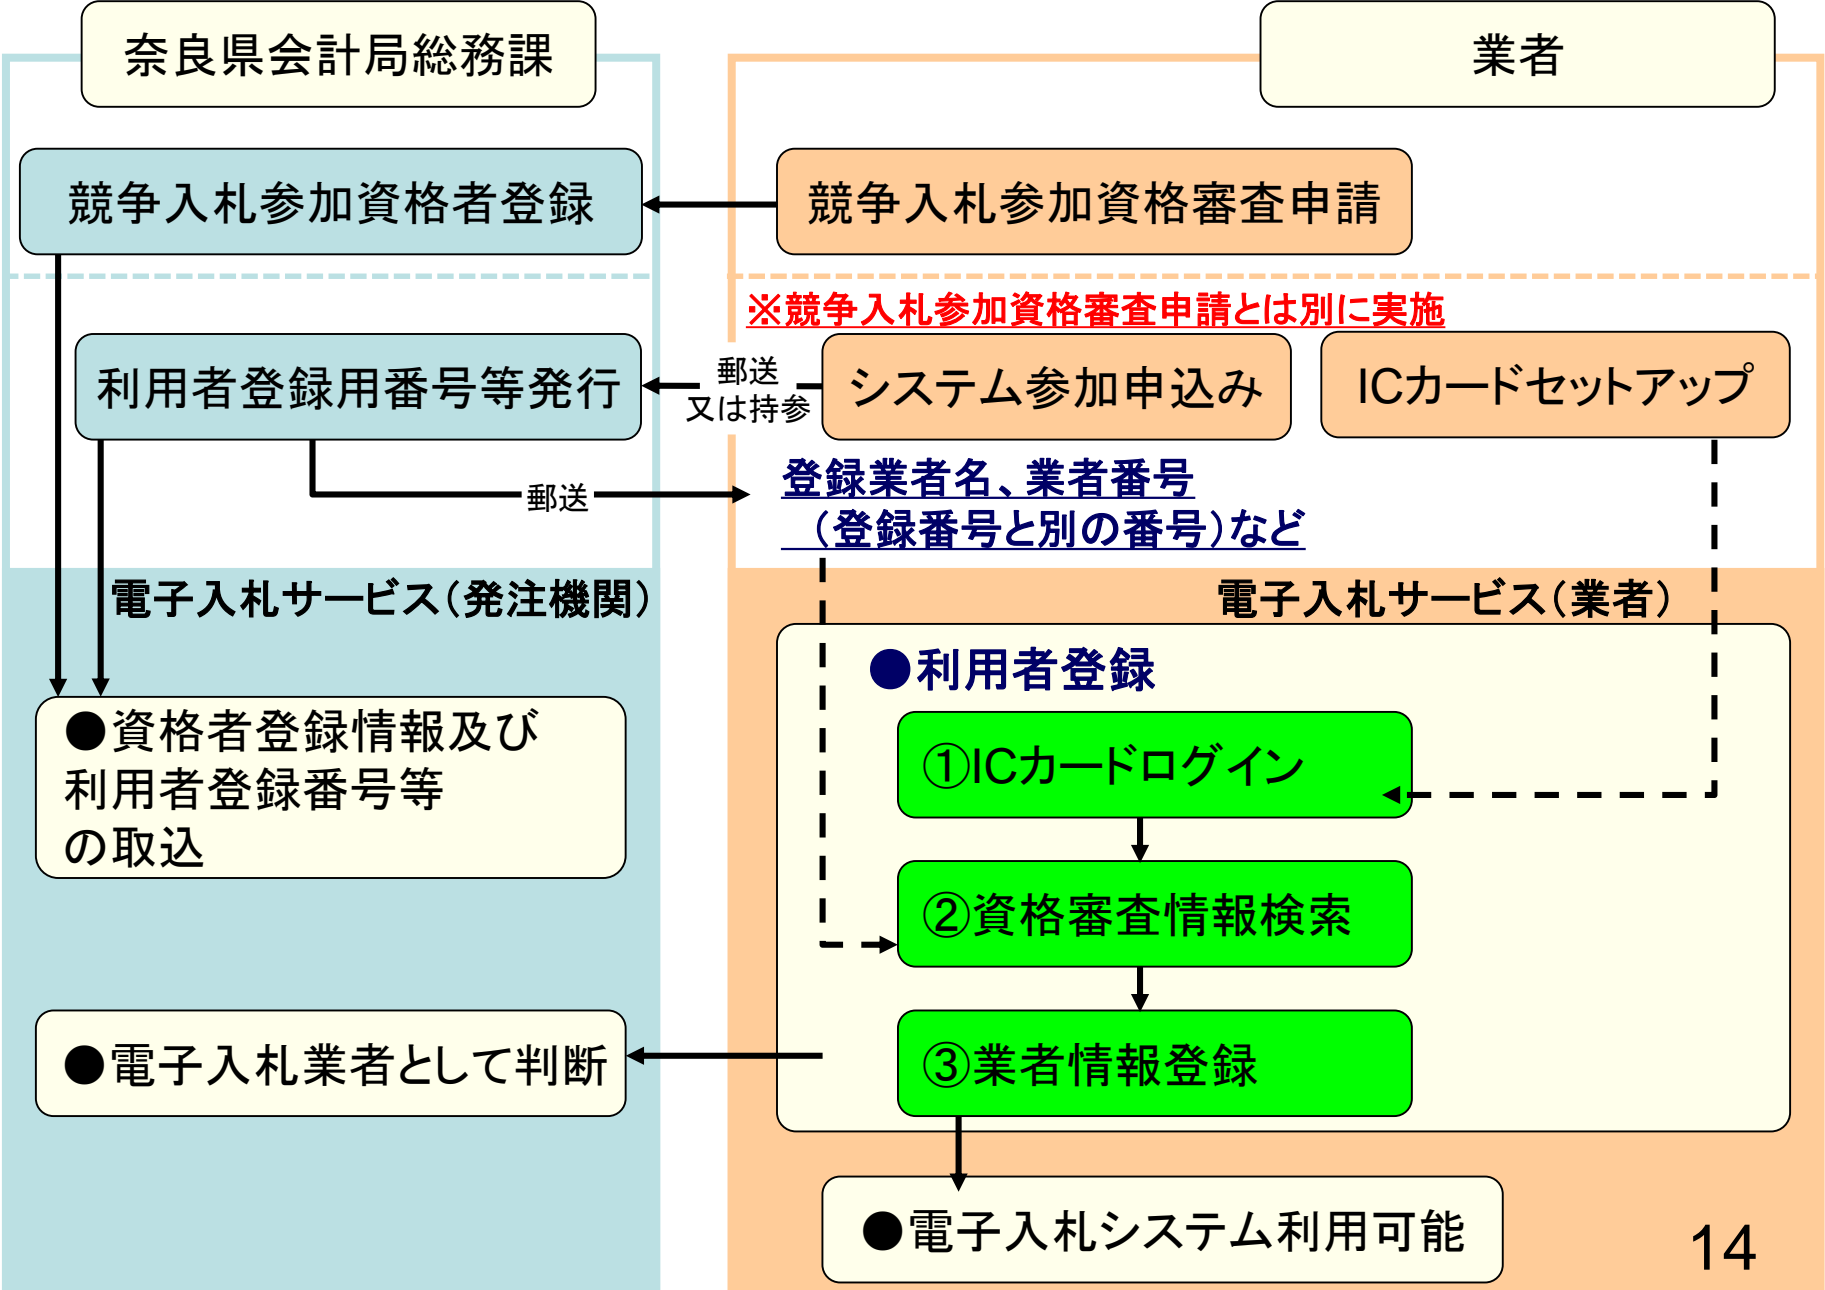 奈良県会計局総務課
業者
競争入札参加資格者登録
競争入札参加資格審査申請
※競争入札参加資格審査申請とは別に実施
利用者登録用番号等発行
郵送
又は持参
システム参加申込み
ICカードセットアップ
郵送
登録業者名、業者番号
（登録番号と別の番号）など
電子入札サービス（発注機関）
電子入札サービス（業者）
●利用者登録
●資格者登録情報及び
利用者登録番号等
の取込
①ICカードログイン
②資格審査情報検索
●電子入札業者として判断
③業者情報登録
●電子入札システム利用可能
14